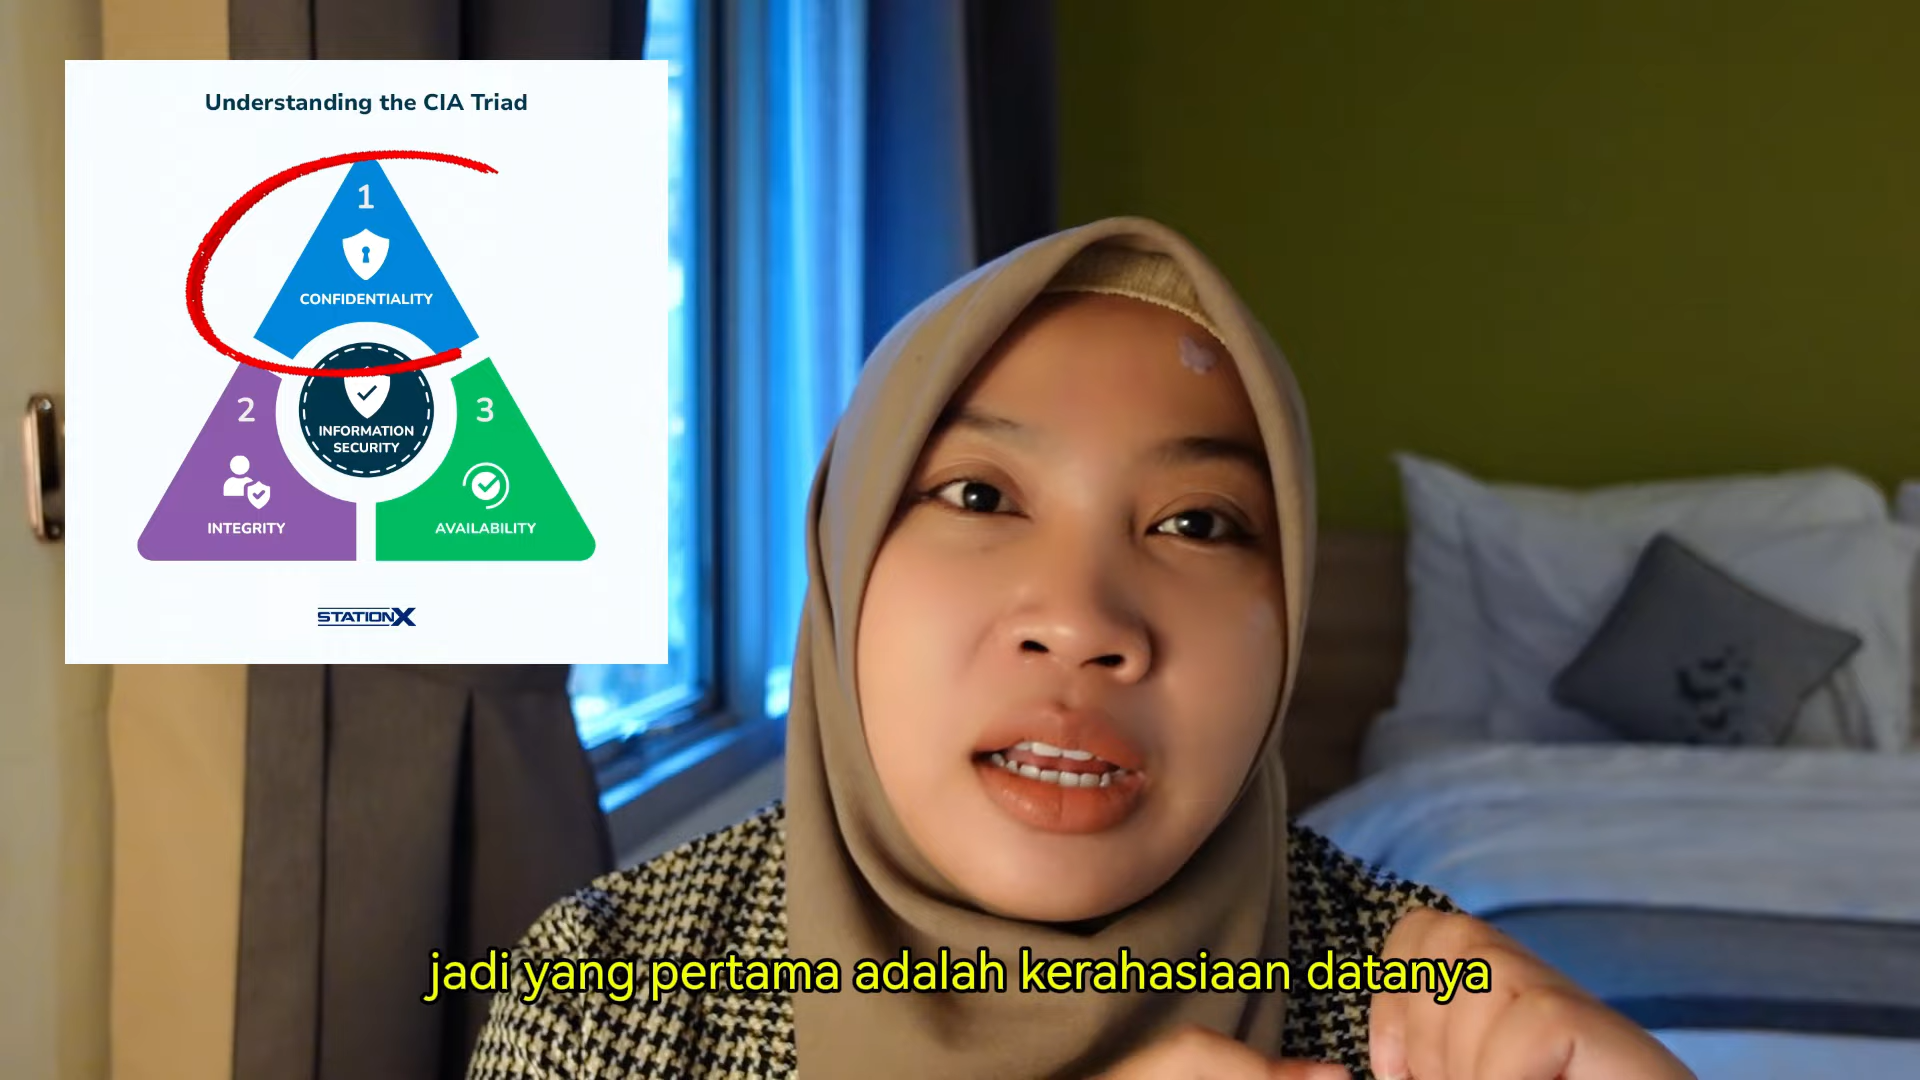 Understanding the CIA Triad
1
CONFIDENTIALITY
INFORMATION
SECURITY
2
INTEGRITY
3
AVAILABILITY
STATIONX
jadi yang pertama adalah kerahasiaan datanya